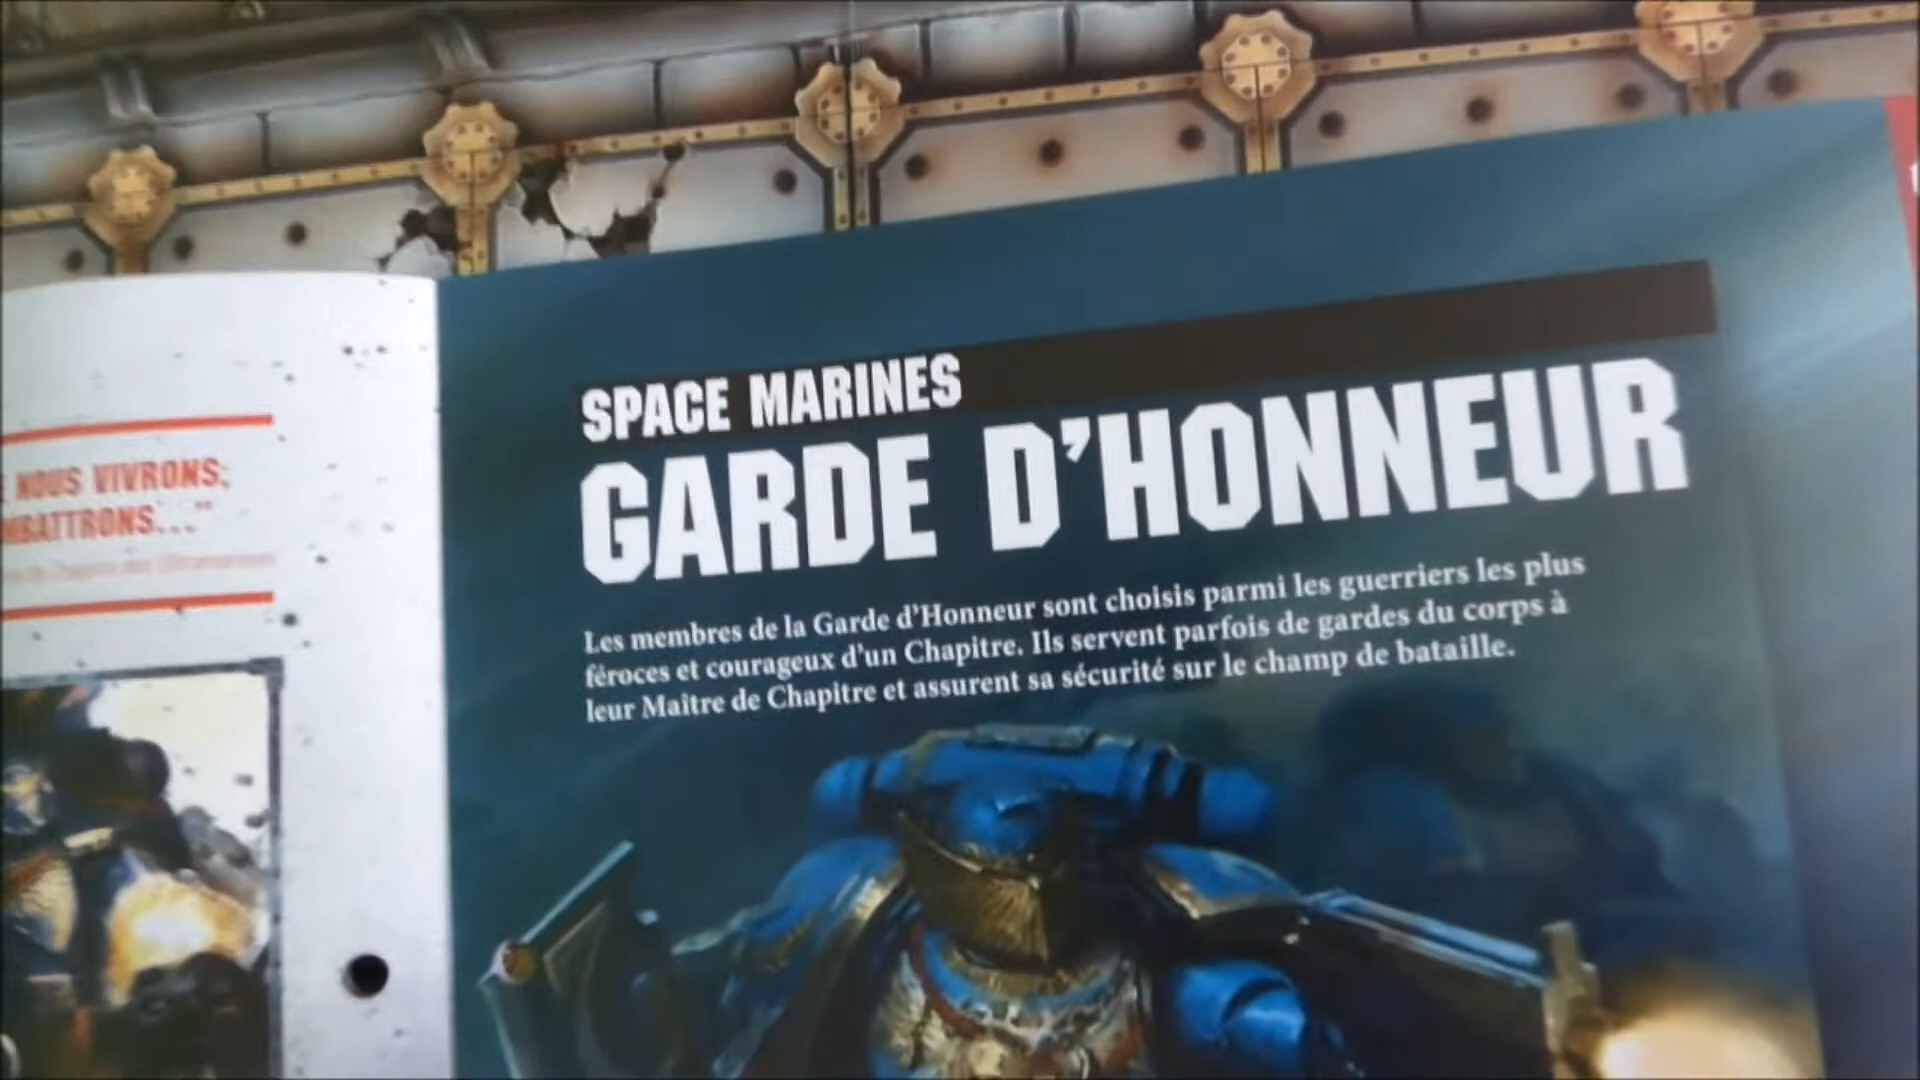 NOUS VIVRONS;
...”
SPACE MARINES
GARDE D’HONNEUR
Les membres de la Garde d’Honneur sont choisis parmi les guerriers les plus
féroces et courageux d’un Chapitre. Ils servent parfois de gardes du corps à
leur Maître de Chapitre et assurent sa sécurité sur le champ de bataille.